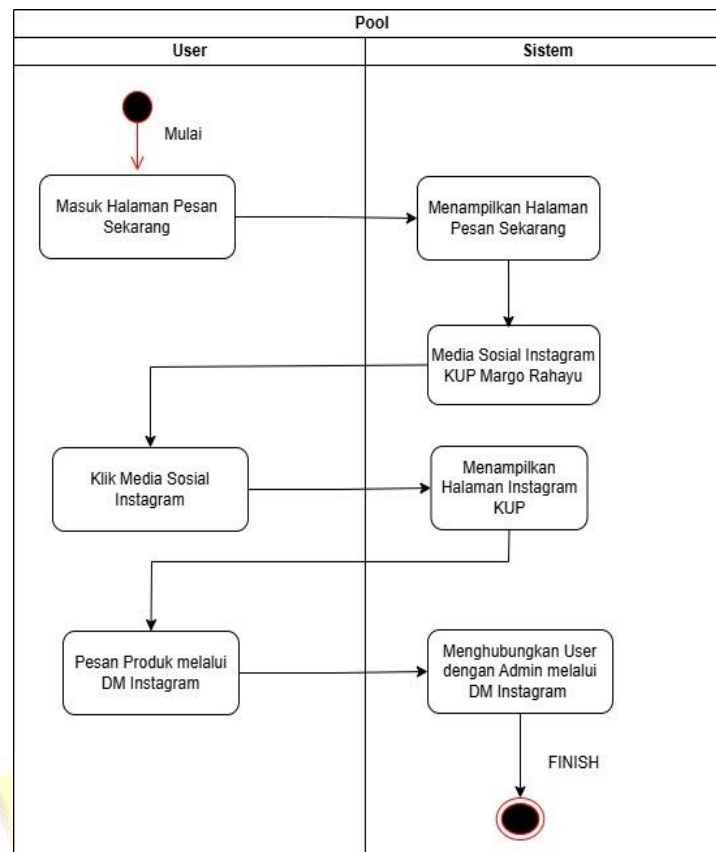 Pool
User
Sistem
Mulai
Masuk Halaman Pesan
Sekarang
Menampilkan Halaman
Pesan Sekarang
Media Sosial Instagram
KUP Margo Rahayu
Klik Media Sosial
Instagram
Menampilkan
Halaman Instagram
KUP
Pesan Produk melalui
DM Instagram
Menghubungkan User
dengan Admin melalui
DM Instagram
FINISH